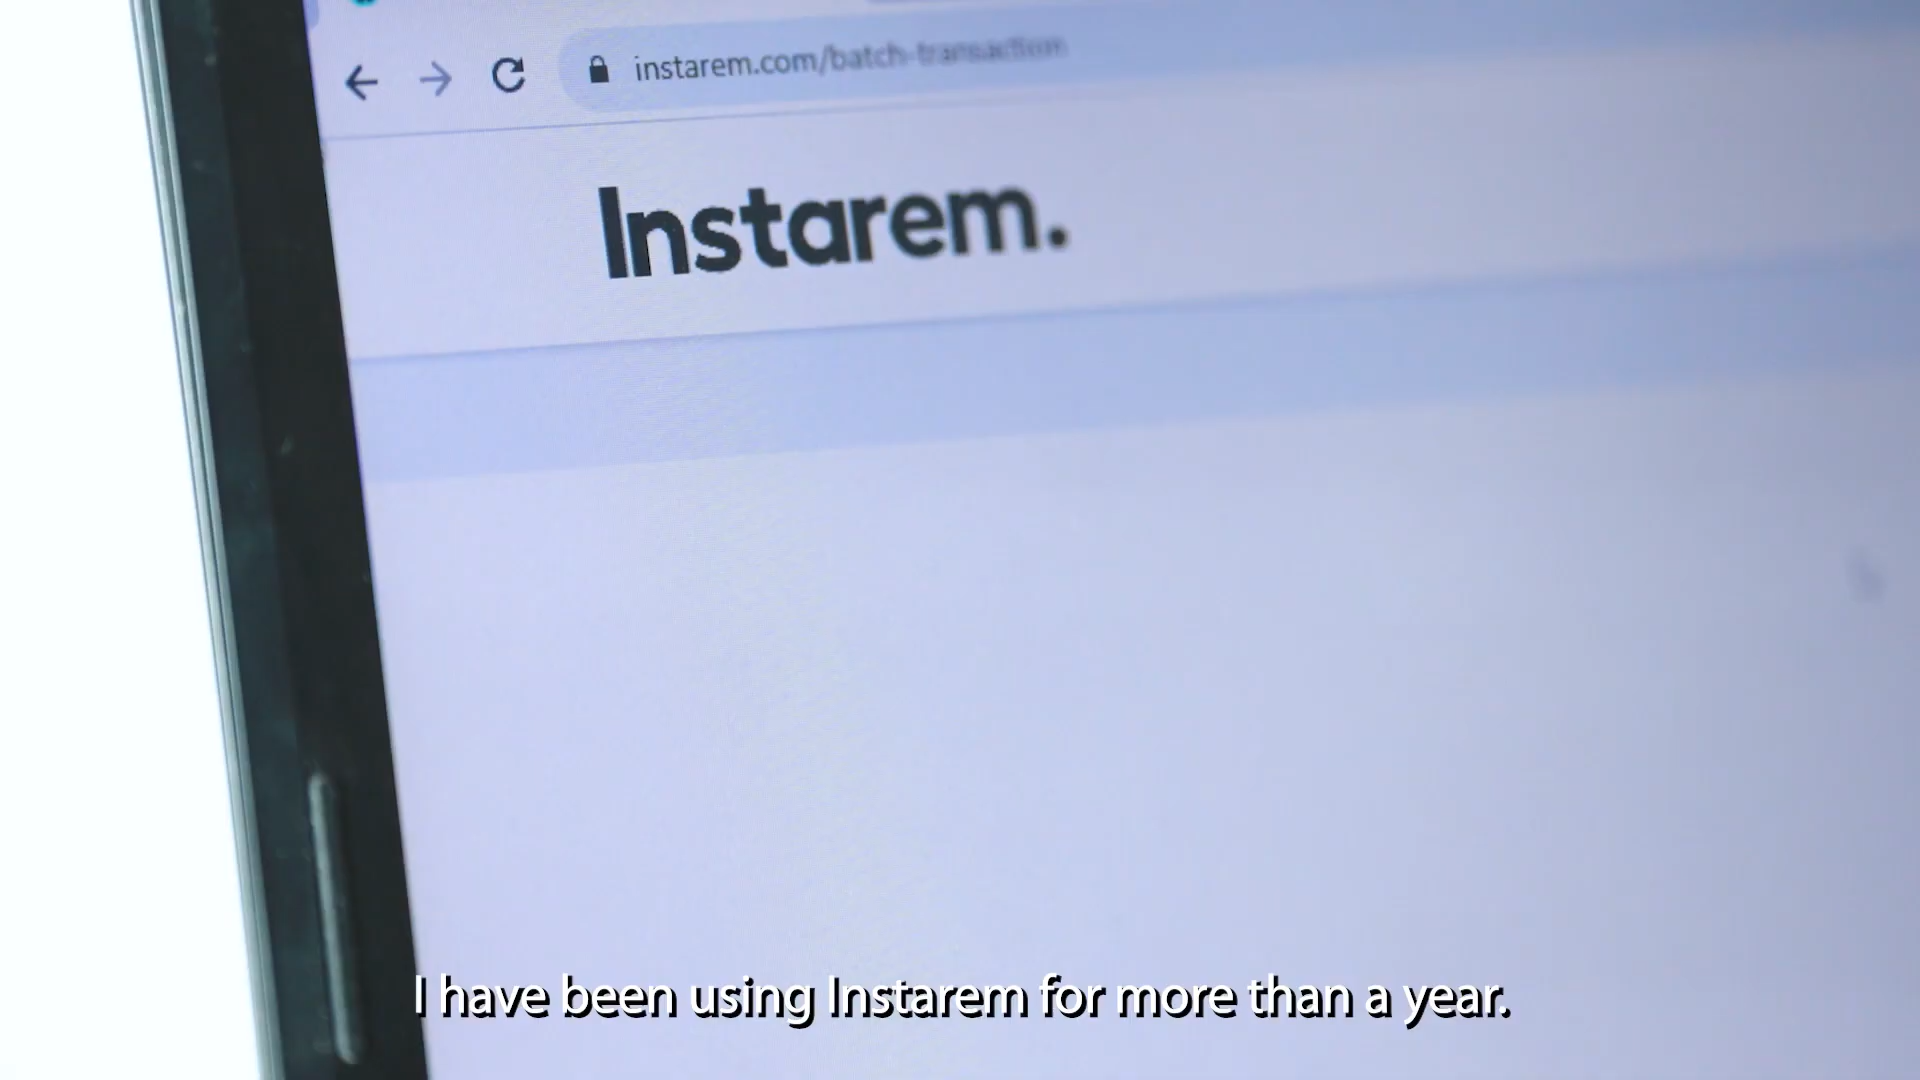 instarem.com/batch-transaction
Instarem.
I have been using Instarem for more than a year.